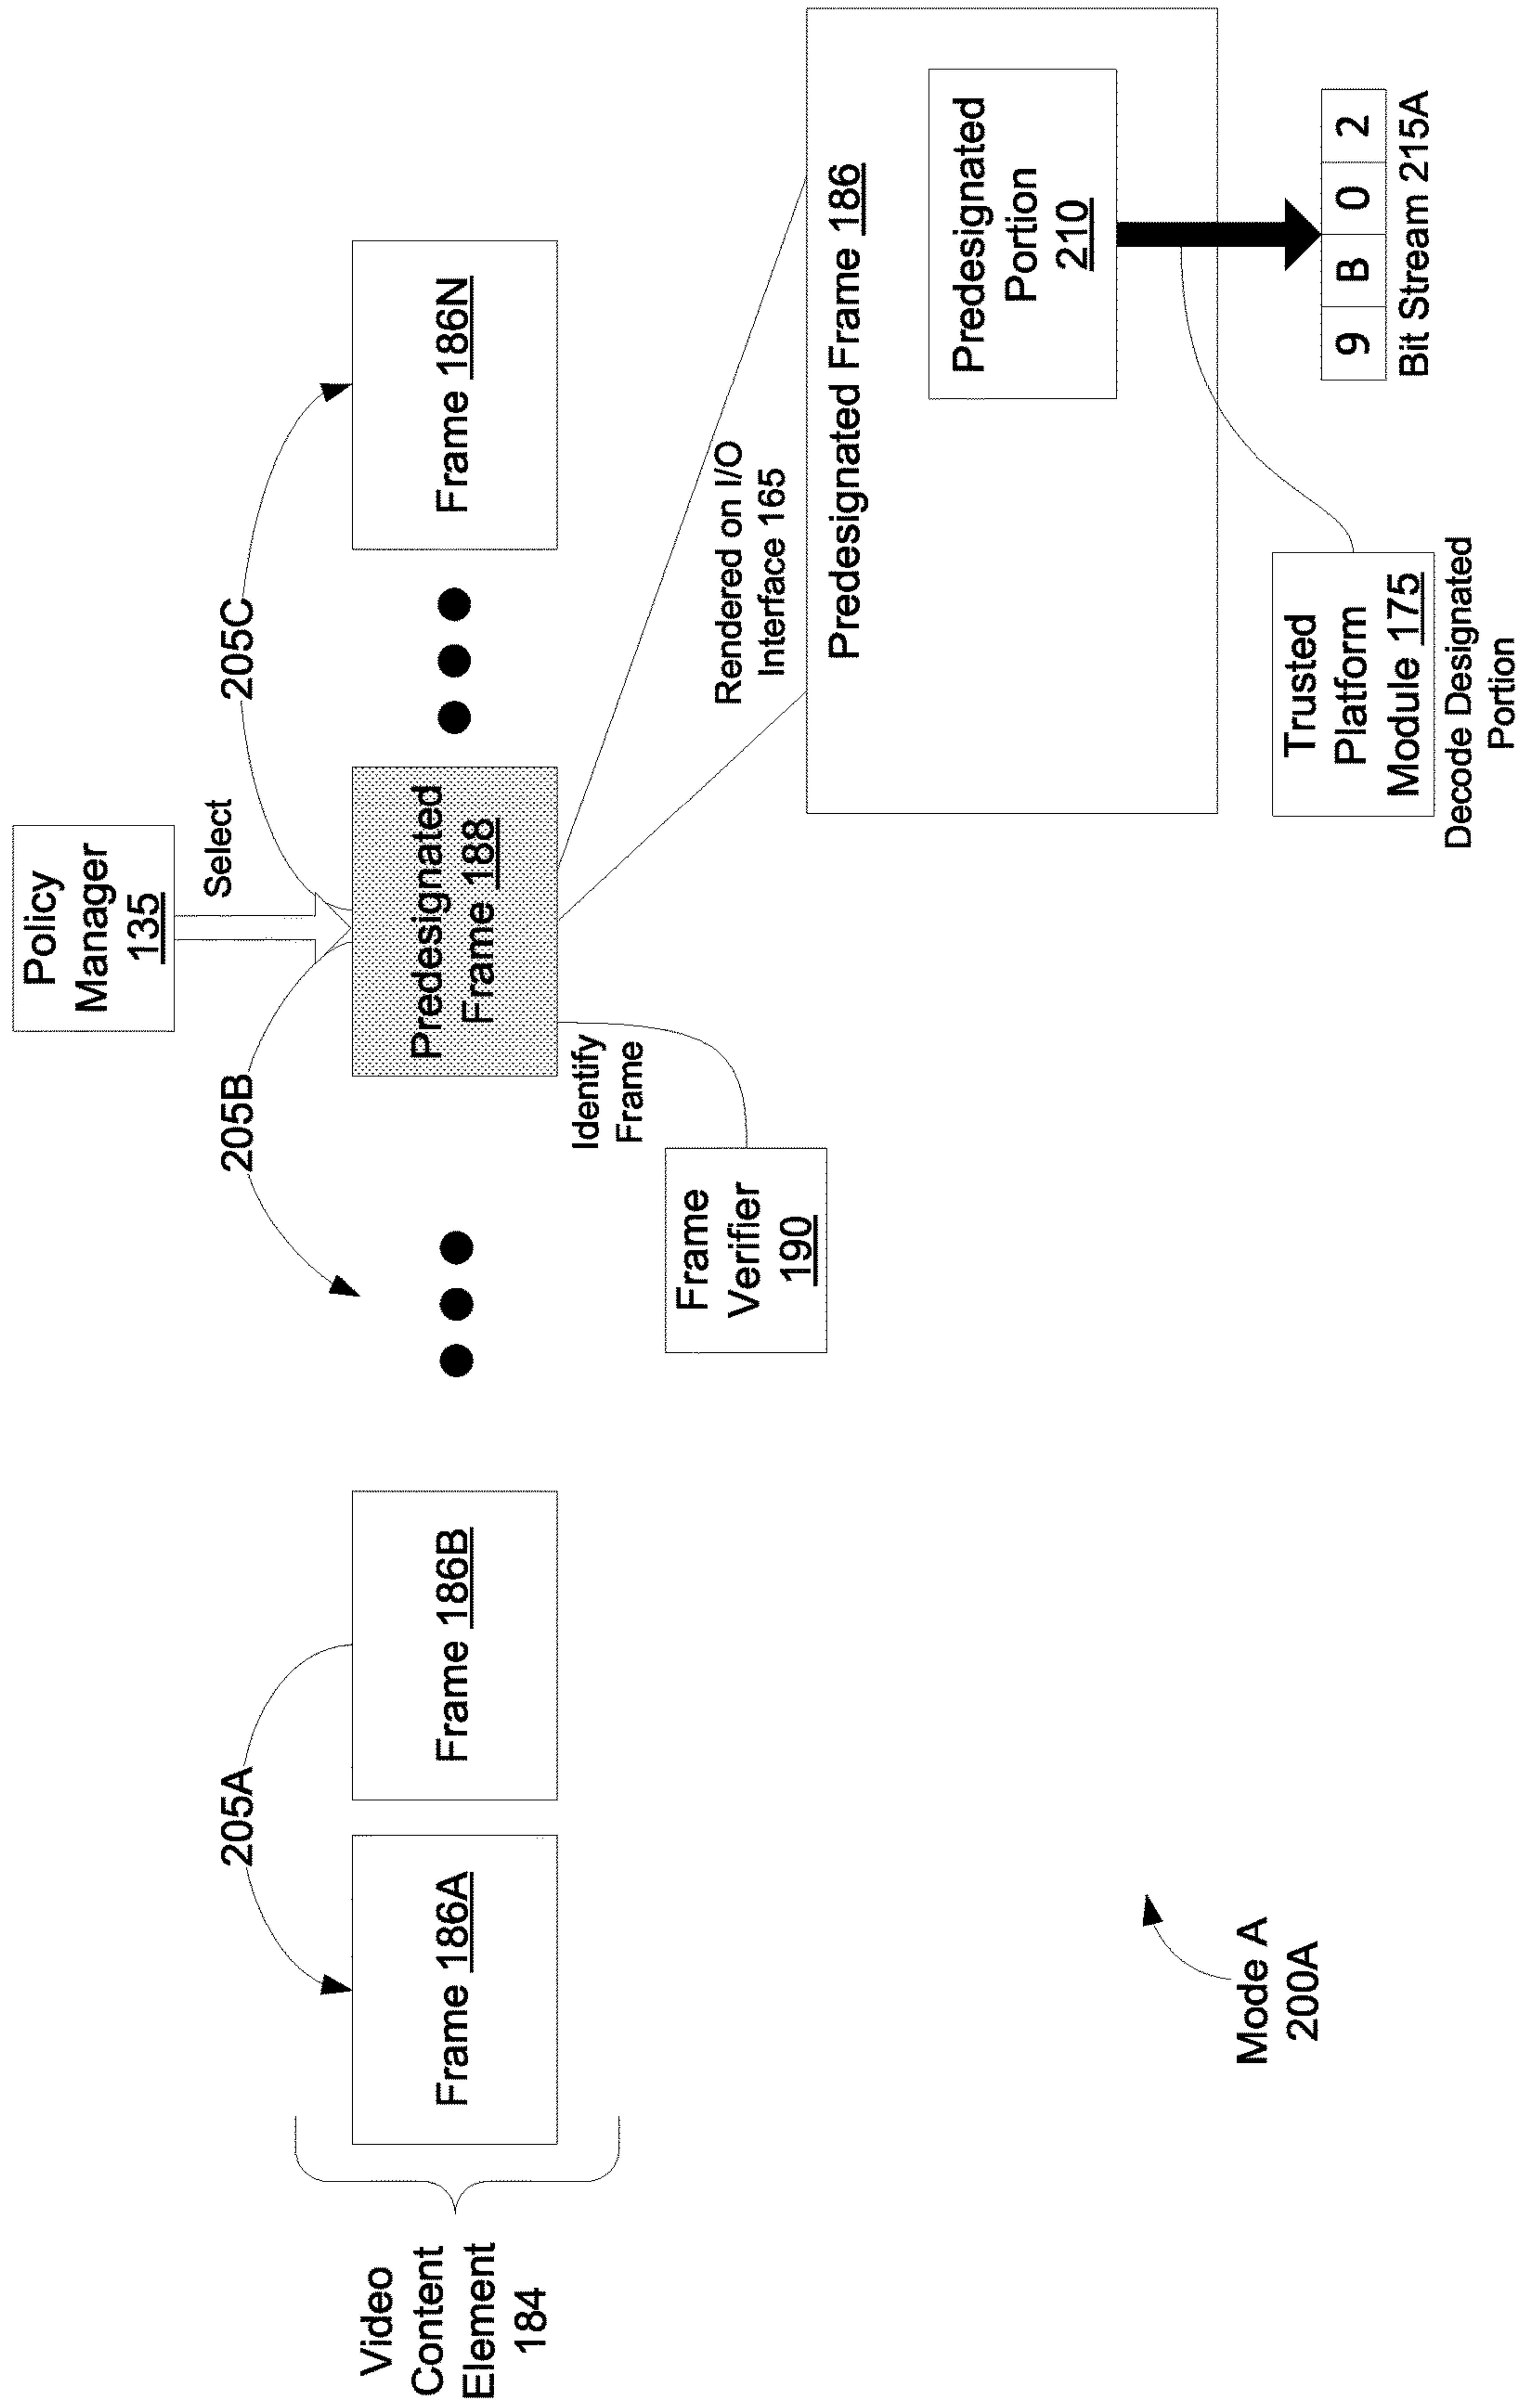 Policy
Manager
135
Select
205A
205B
205C
Video
Content
Element
184
Frame 186A
Frame 186B
Predesignated
Frame 188
Frame 186N
Identify
Frame
Frame
Verifier
190
Rendered on I/O
Interface 165
Predesignated Frame 186
Predesignated
Portion
210
Trusted
Platform
Module 175
Decode Designated
Portion
9 B 0 2
Bit Stream 215A
Mode A
200A